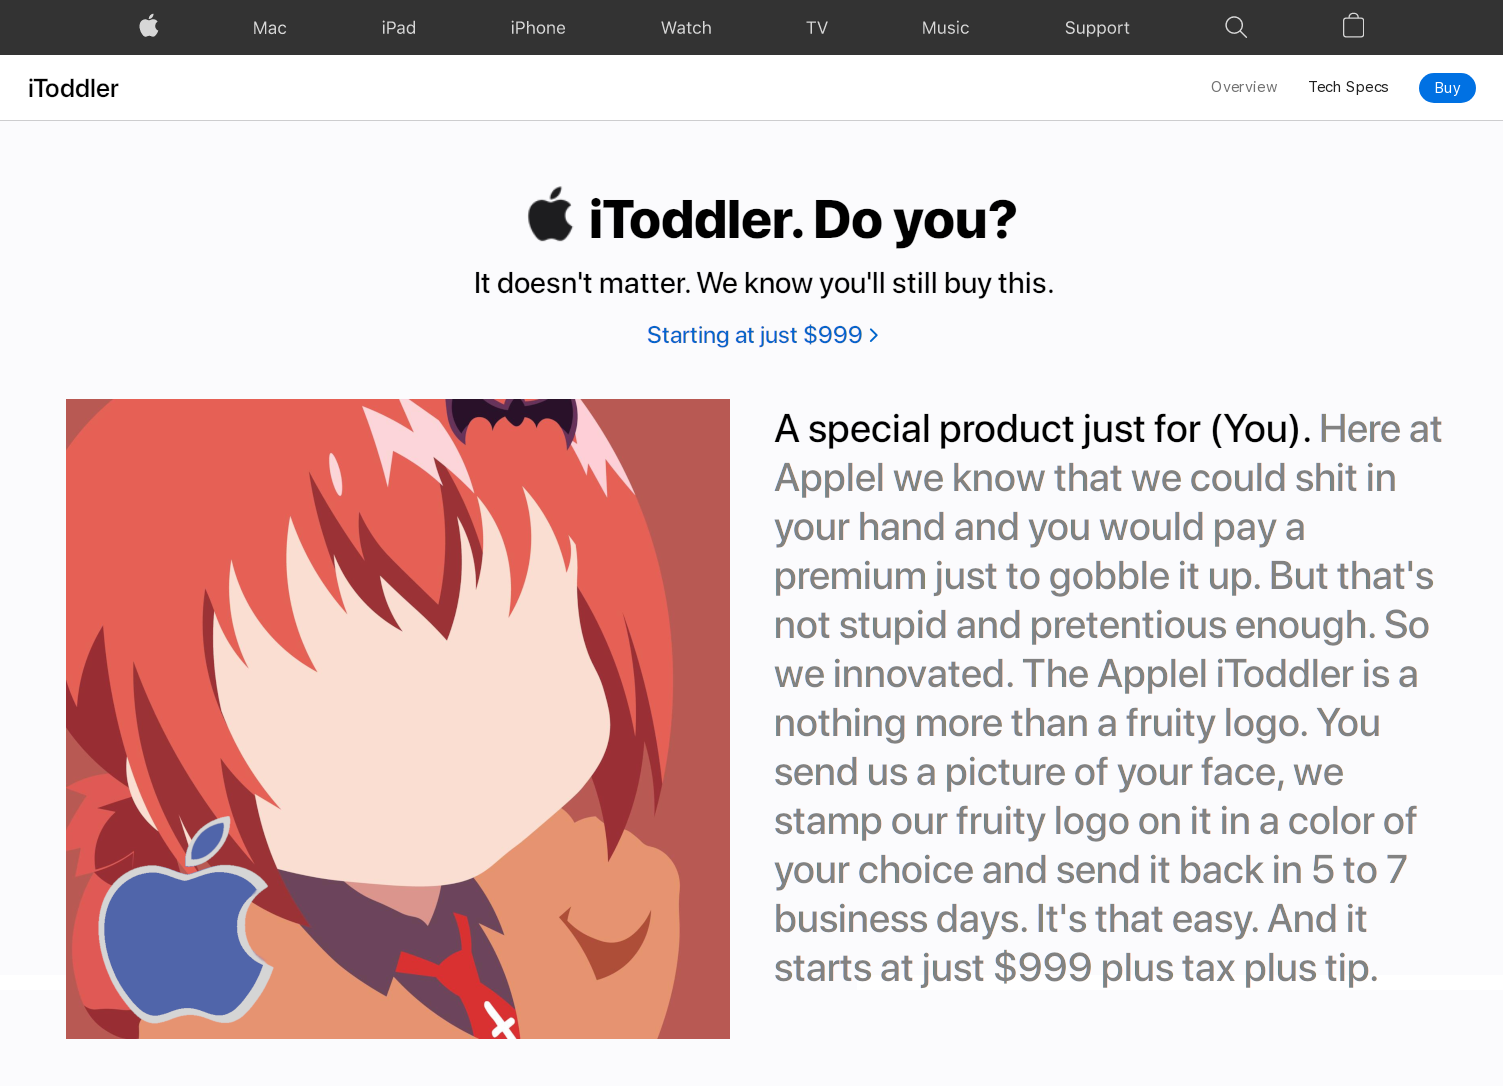 Mac iPad iPhone Watch TV Music Support
iToddler Overview Tech Specs Buy
iToddler. Do you?
It doesn't matter. We know you'll still buy this.
Starting at just $999 >
A special product just for (You). Here at
Applel we know that we could shit in
your hand and you would pay a
premium just to gobble it up. But that's
not stupid and pretentious enough. So
we innovated. The Applel iToddler is a
nothing more than a fruity logo. You
send us a picture of your face, we
stamp our fruity logo on it in a color of
your choice and send it back in 5 to 7
business days. It's that easy. And it
starts at just $999 plus tax plus tip.